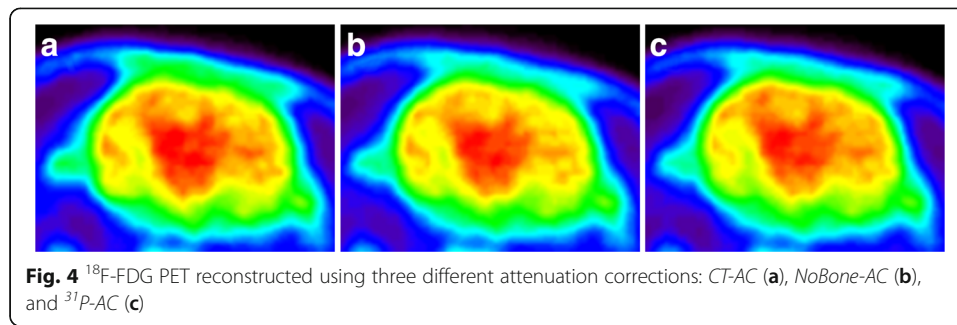 a b c
Fig. 4 ¹⁸F-FDG PET reconstructed using three different attenuation corrections: CT-AC (a), NoBone-AC (b),
and ³¹P-AC (c)